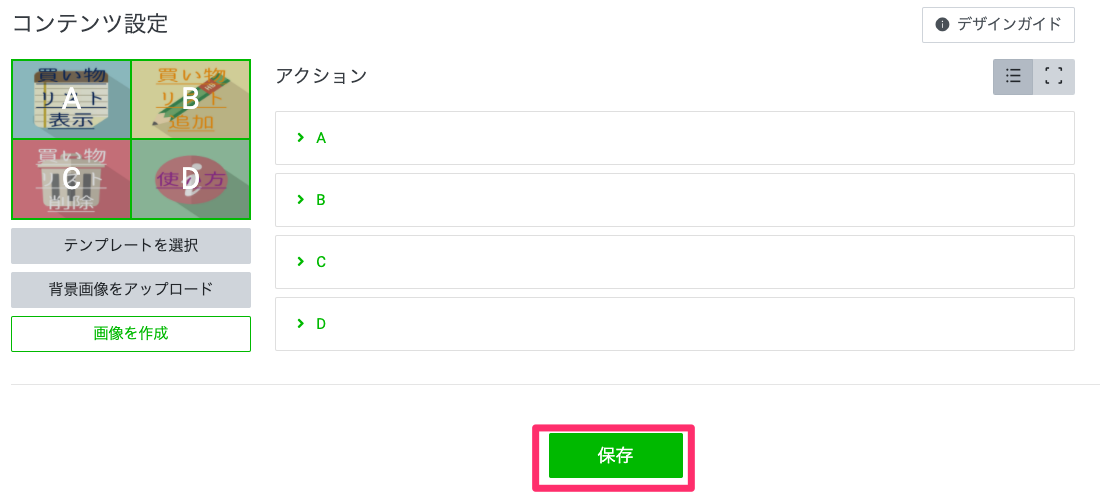 コンテンツ設定
デザインガイド
買い物
リスト
表示
A
買い物
リスト
追加
B
買い物
リスト
削除
C
使い方
D
テンプレートを選択
背景画像をアップロード
画像を作成
アクション
A
B
C
D
保存